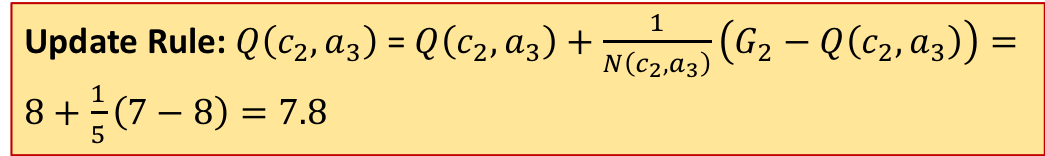 Update Rule: Q(c₂, a₃) = Q(c₂, a₃) + 1/N(c₂,a₃) (G₂ − Q(c₂, a₃)) =
8 + 1/5 (7 − 8) = 7.8